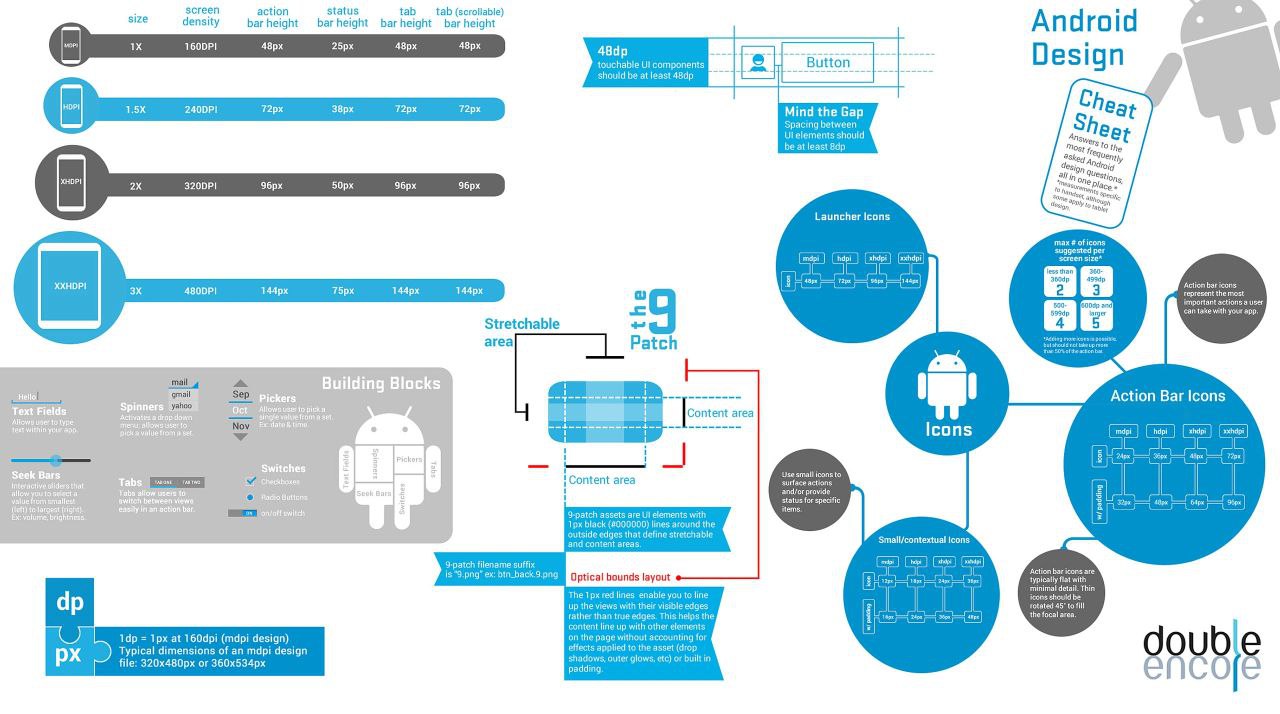 size
screen
density
action
bar height
status
bar height
tab
bar height
tab (scrollable)
bar height
MDPI 1X 160DPI 48px 25px 48px 48px
HDPI 1.5X 240DPI 72px 38px 72px 72px
XHDPI 2X 320DPI 96px 50px 96px 96px
XXHDPI 3X 480DPI 144px 75px 144px 144px
48dp
touchable UI components
should be at least 48dp
Button
Mind the Gap
Spacing between
UI elements should
be at least 8dp
Android
Design
Cheat
Sheet
Answers to the
most frequently
asked Android
design questions,
all in one place.*
*measurements specific
to handset, although
some apply to tablet
design.
Building Blocks
Hello
Text Fields
Allows user to type
text within your app.
Spinners
Activates a drop down
menu: allows user to
pick a value from a set.
mail
gmail
yahoo
Sep
Oct
Nov
Pickers
Allows user to pick a
single value from a set.
Ex: date & time.
Seek Bars
Interactive sliders that
allow you to select a
value from smallest
(left) to largest (right).
Ex: volume, brightness.
Tabs
TAB ONE TAB TWO
Tabs allow users to
switch between views
easily in an action bar.
Switches
Checkboxes
Radio Buttons
ON
on/off switch
Text Fields
Spinners
Pickers
Seek Bars
Switches
Tabs
dp
px
1dp = 1px at 160dpi (mdpi design)
Typical dimensions of an mdpi design
file: 320x480px or 360x534px
the 9
Patch
Stretchable
area
Content area
Content area
9-patch assets are UI elements with
1px black (#000000) lines around the
outside edges that define stretchable
and content areas.
9-patch filename suffix
is "9.png" ex: btn_back.9.png
Optical bounds layout
The 1px red lines enable you to line
up the views with their visible edges
rather than true edges. This helps the
content line up with other elements
on the page without accounting for
effects applied to the asset (drop
shadows, outer glows, etc) or built in
padding.
Launcher Icons
mdpi hdpi xhdpi xxhdpi
icon 48px 72px 96px 144px
Icons
Use small icons to
surface actions
and/or provide
status for specific
items.
Small/contextual Icons
mdpi hdpi xhdpi xxhdpi
icon 12px 18px 24px 36px
w/ padding 16px 24px 36px 48px
max # of icons
suggested per
screen size*
less than
360dp
2
360-
499dp
3
500-
599dp
4
600dp and
larger
5
*Adding more icons is possible,
but should not take up more
than 50% of the action bar.
Action bar icons
represent the most
important actions a user
can take with your app.
Action Bar Icons
mdpi hdpi xhdpi xxhdpi
icon 24px 36px 48px 72px
w/ padding 32px 48px 64px 96px
Action bar icons are
typically flat with
minimal detail. Thin
icons should be
rotated 45° to fill
the focal area.
double
encore